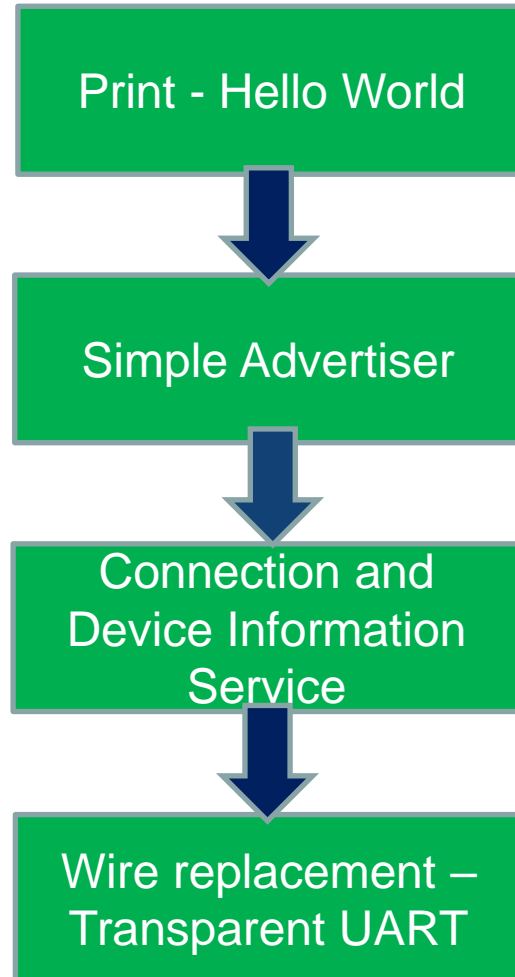 Print - Hello World
Simple Advertiser
Connection and
Device Information
Service
Wire replacement –
Transparent UART